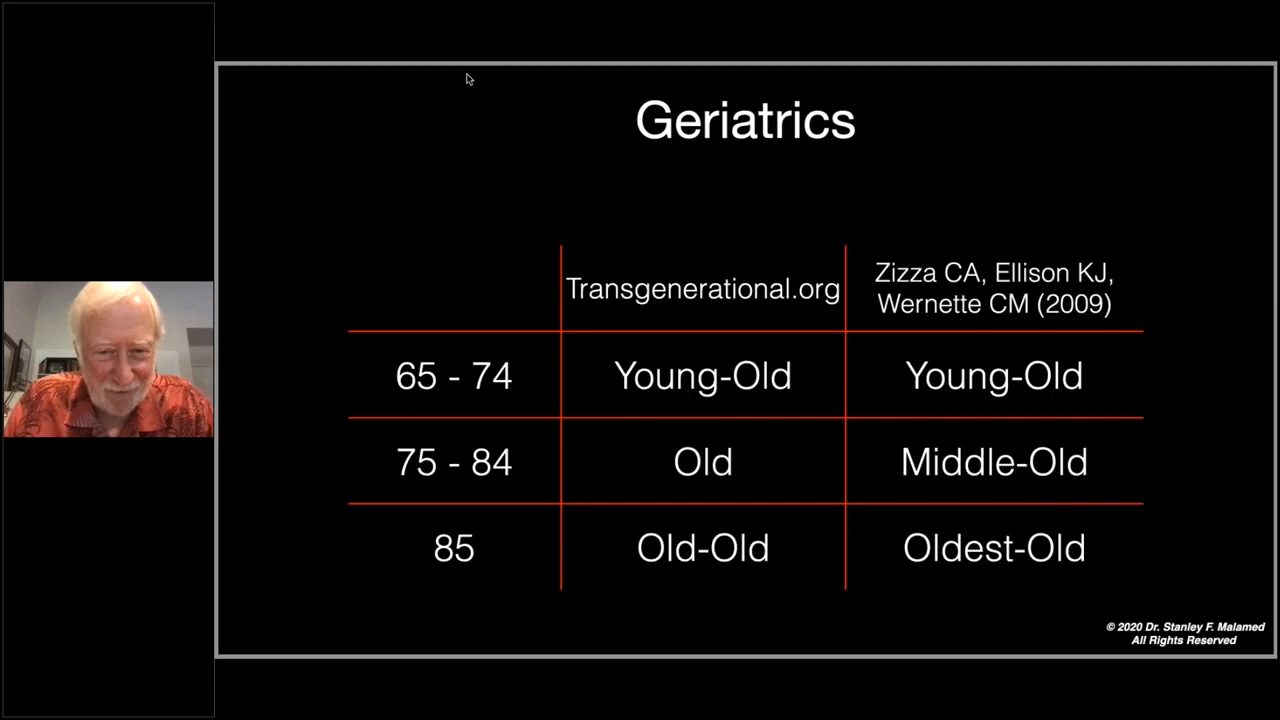 Geriatrics
Transgenerational.org
Zizza CA, Ellison KJ,
Wernette CM (2009)
65 - 74
Young-Old
Young-Old
75 - 84
Old
Middle-Old
85
Old-Old
Oldest-Old
© 2020 Dr. Stanley F. Malamed
All Rights Reserved